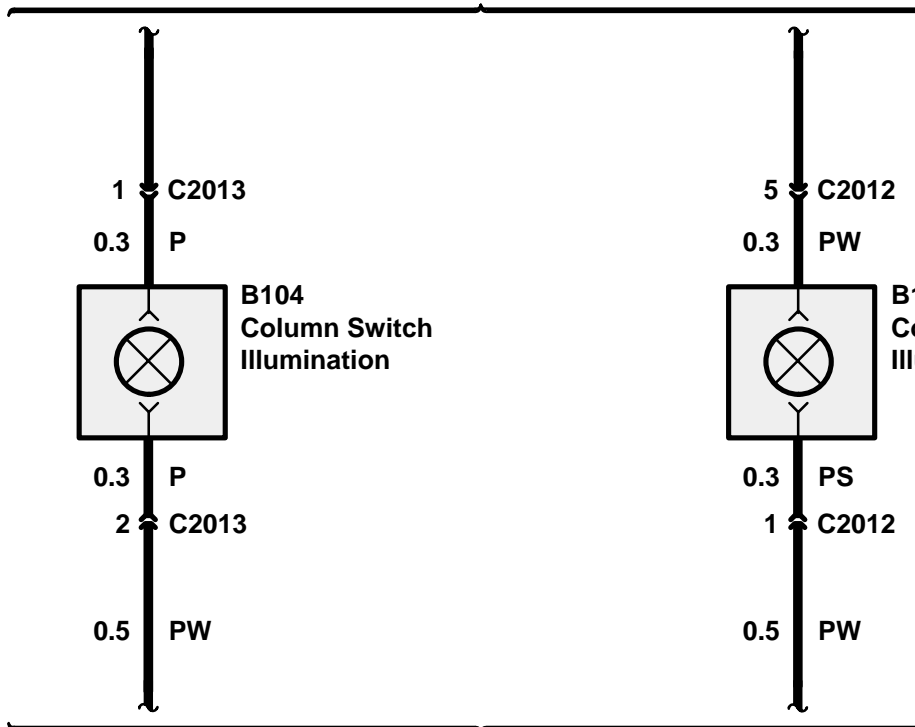 1 C2013
5 C2012
0.3 P
0.3 PW
B104
Column Switch
Illumination
0.3 P
0.3 PS
2 C2013
1 C2012
0.5 PW
0.5 PW